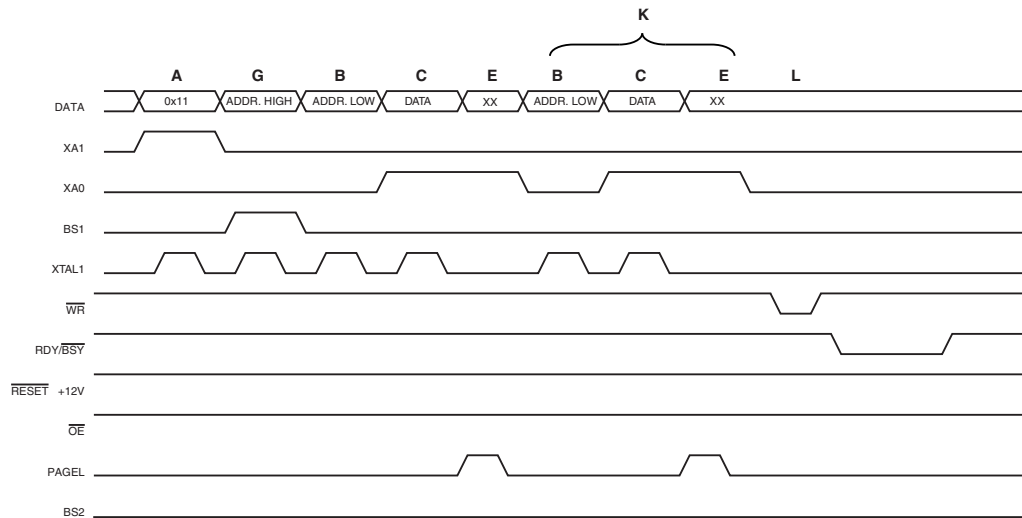 K
A G B C E B C E L
DATA 0x11 ADDR. HIGH ADDR. LOW DATA XX ADDR. LOW DATA XX
XA1
XA0
BS1
XTAL1
WR
RDY/BSY
RESET +12V
OE
PAGEL
BS2